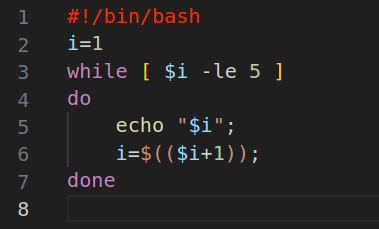 1 #!/bin/bash
2 i=1
3 while [ $i -le 5 ]
4 do
5     echo "$i";
6     i=$(($i+1));
7 done
8